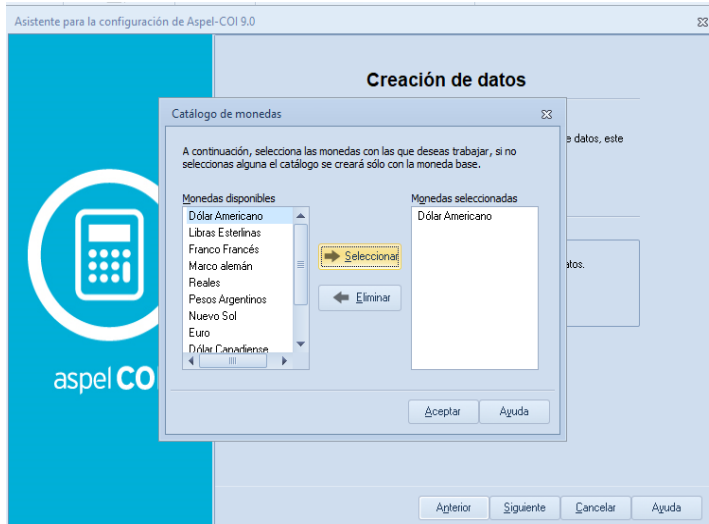 Asistente para la configuración de Aspel-COI 9.0
Creación de datos
Catálogo de monedas
e datos, este
A continuación, selecciona las monedas con las que deseas trabajar, si no
seleccionas alguna el catálogo se creará sólo con la moneda base.
Monedas disponibles
Dólar Americano
Libras Esterlinas
Franco Francés
Marco alemán
Reales
Pesos Argentinos
Nuevo Sol
Euro
Dólar Canadiense
Seleccionar
Eliminar
Monedas seleccionadas
Dólar Americano
atos.
aspel CO
Aceptar
Ayuda
Anterior
Siguiente
Cancelar
Ayuda